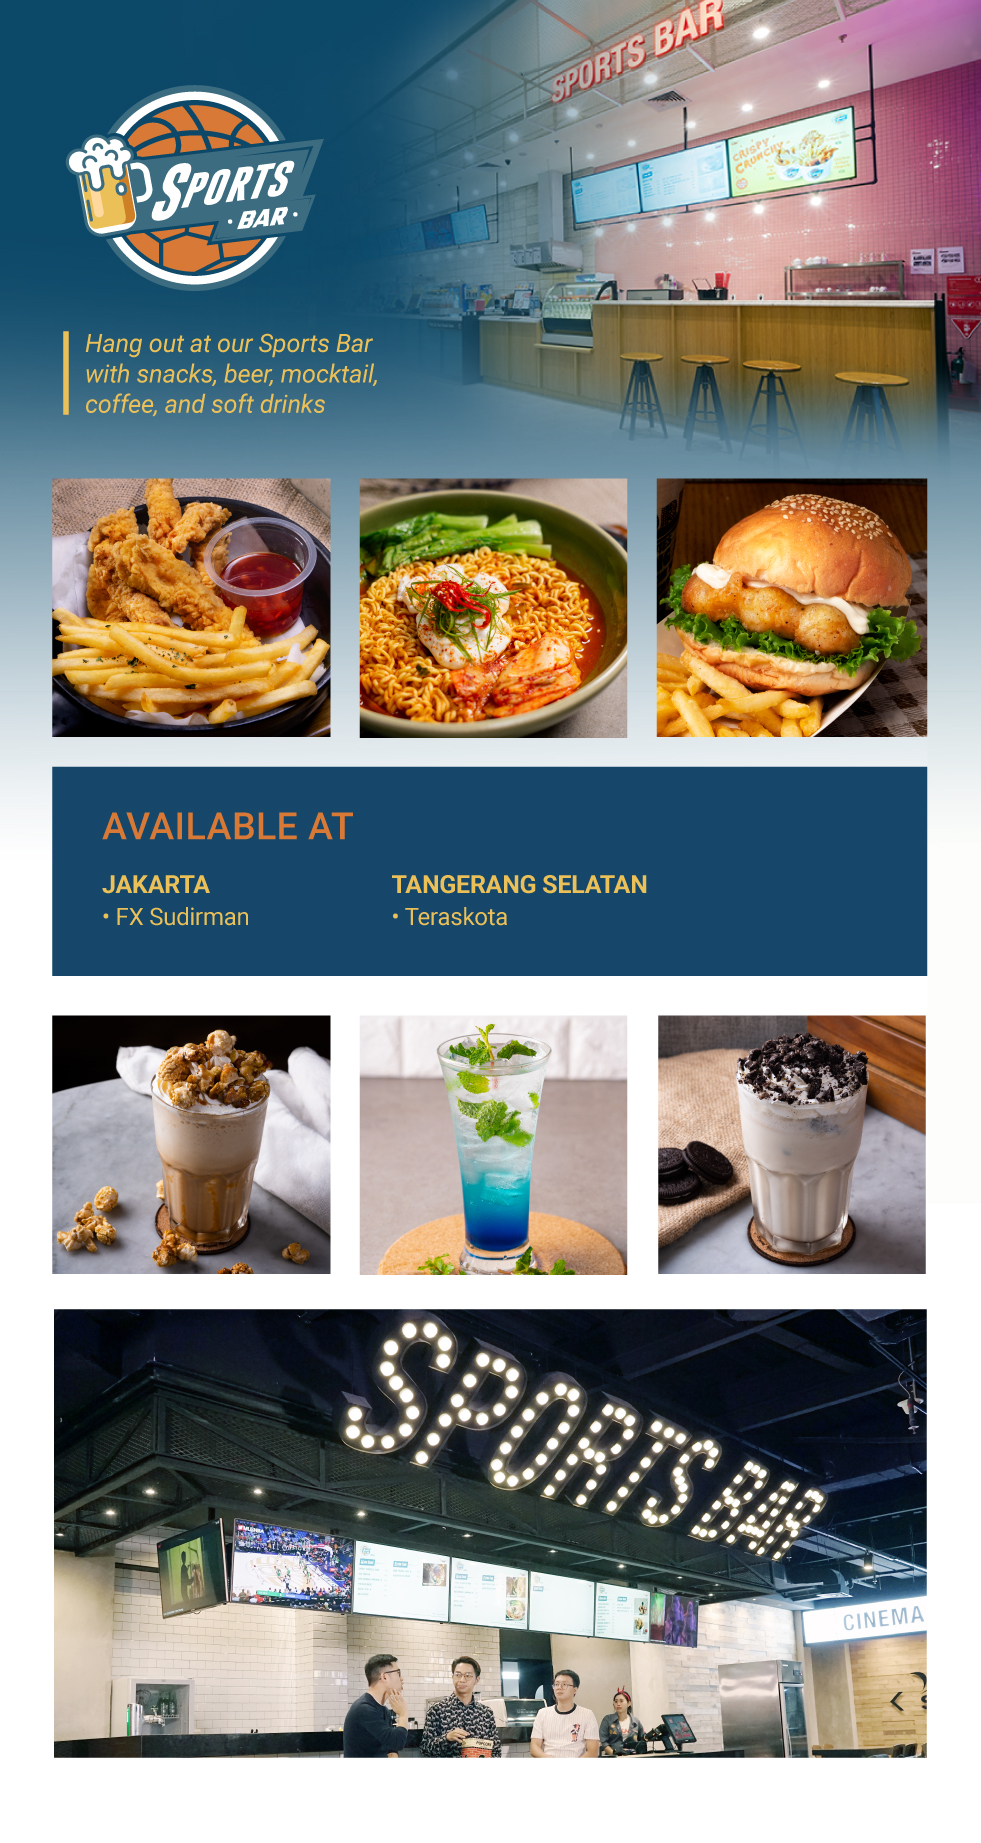 SPORTS BAR
CRISPY
CRUNCHY
SPORTS
• BAR •
Hang out at our Sports Bar
with snacks, beer, mocktail,
coffee, and soft drinks
AVAILABLE AT
JAKARTA
• FX Sudirman
TANGERANG SELATAN
• Teraskota
SPORTS BAR
CINEMA
POPCORN